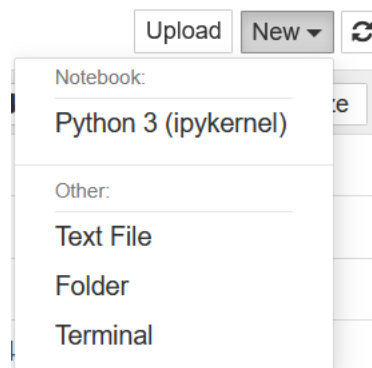 Upload New
Notebook:
Python 3 (ipykernel)
Other:
Text File
Folder
Terminal